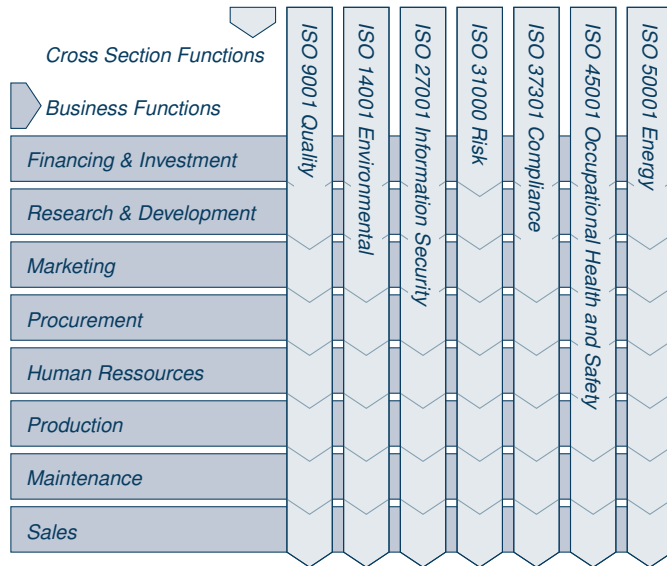 Cross Section Functions
Business Functions
ISO 9001 Quality
ISO 14001 Environmental
ISO 27001 Information Security
ISO 31000 Risk
ISO 37301 Compliance
ISO 45001 Occupational Health and Safety
ISO 50001 Energy
Financing & Investment
Research & Development
Marketing
Procurement
Human Ressources
Production
Maintenance
Sales